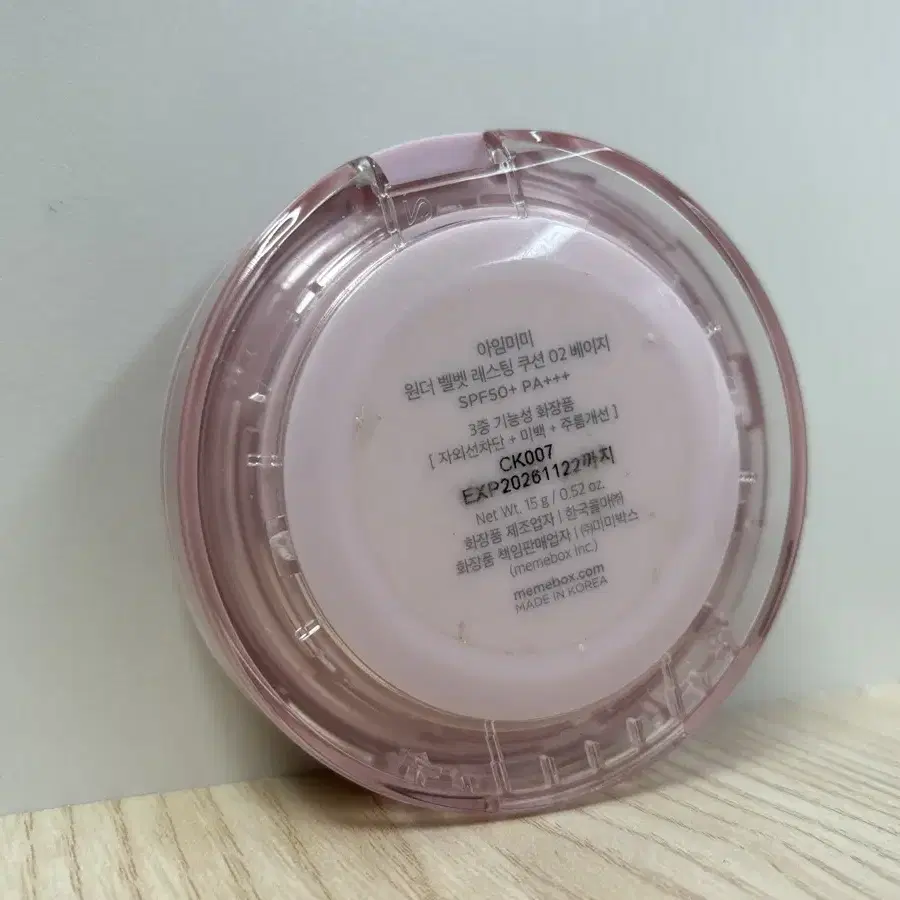 아임미미
원더 벨벳 래스팅 쿠션 02 베이지
SPF50+ PA+++
3중 기능성 화장품
[ 자외선차단 + 미백 + 주름개선 ]
CK007
EXP20261122까지
Net Wt. 15 g / 0.52 oz.
화장품 제조업자 | 한국콜마㈜
화장품 책임판매업자 | ㈜미미박스
(memebox Inc.)
memebox.com
MADE IN KOREA